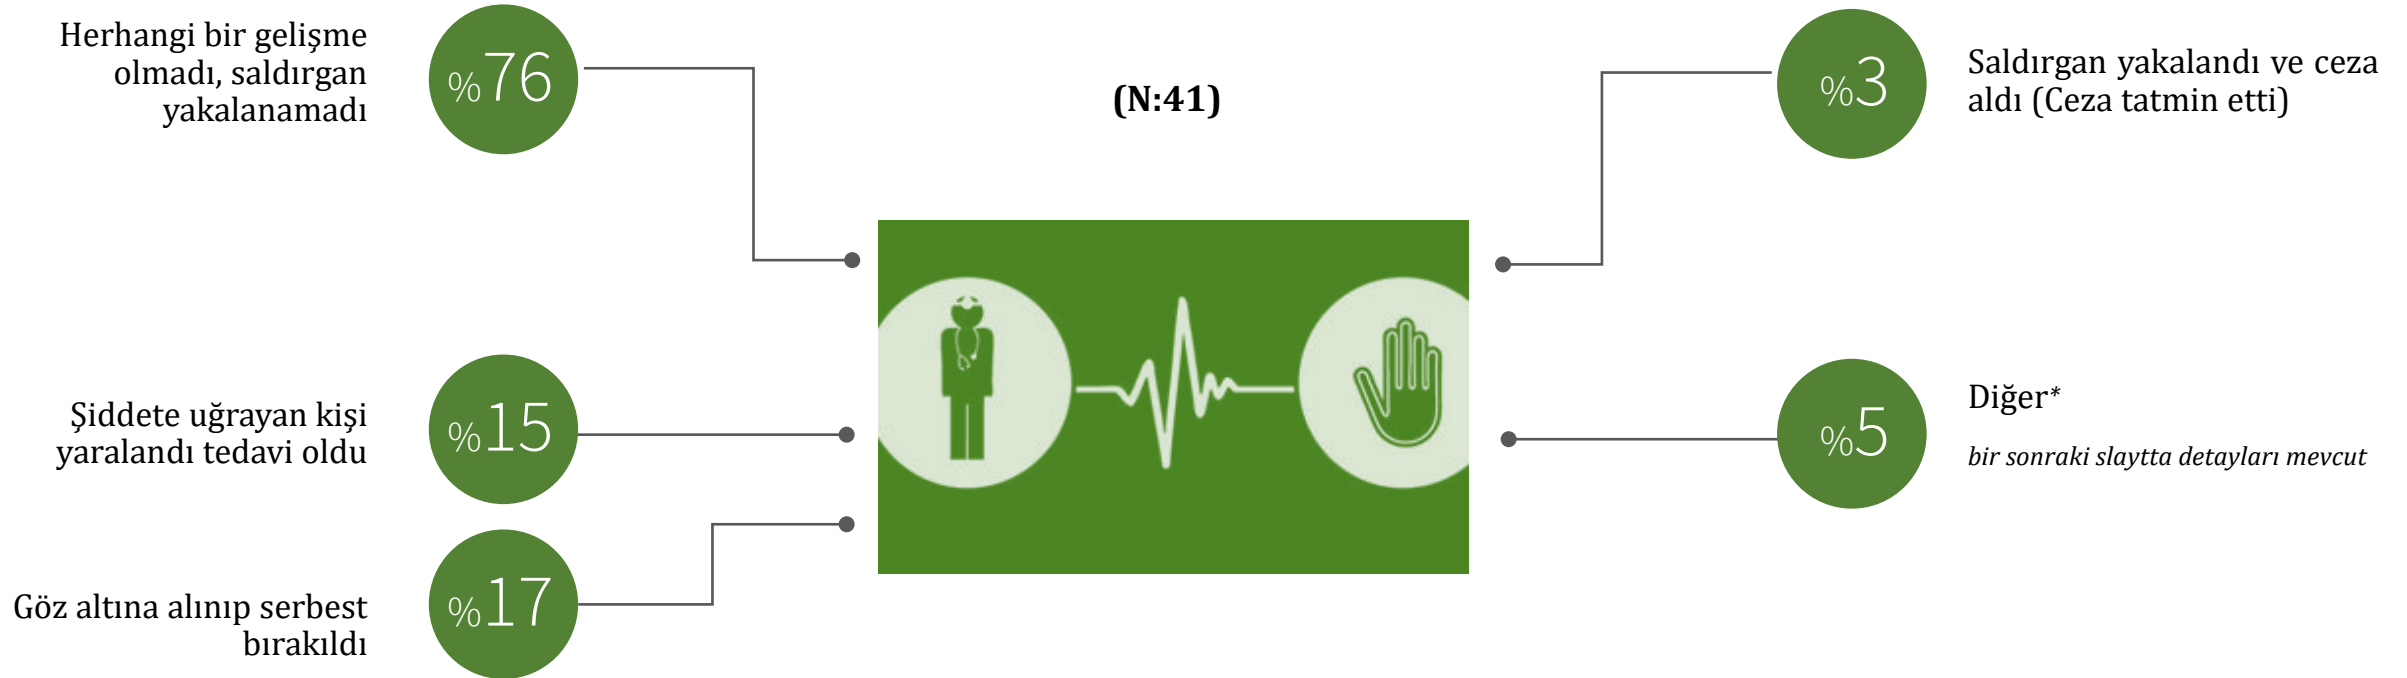 Herhangi bir gelişme
olmadı, saldırgan
yakalanamadı
%76
(N:41)
%3
Saldırgan yakalandı ve ceza
aldı (Ceza tatmin etti)
Şiddete uğrayan kişi
yaralandı tedavi oldu
%15
%5
Diğer*
bir sonraki slaytta detayları mevcut
Göz altına alınıp serbest
bırakıldı
%17